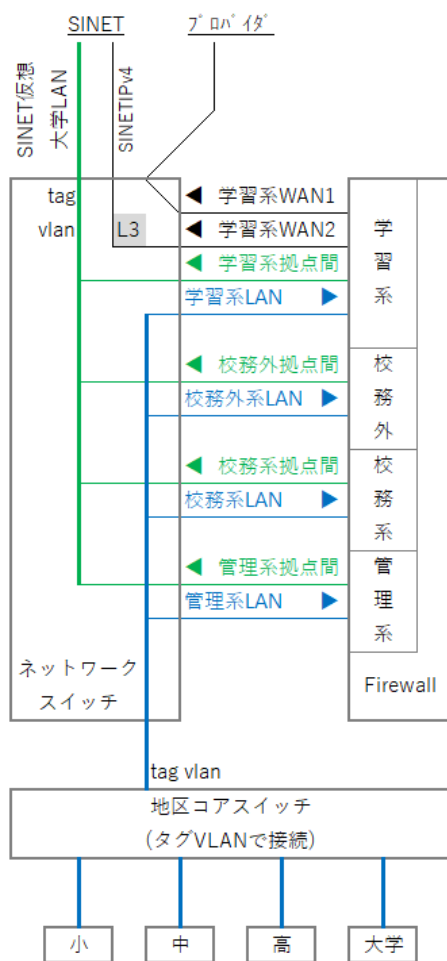 SINET
ﾌﾟﾛﾊﾞｲﾀﾞ
SINET仮想
大学LAN
SINETIPv4
tag
vlan
L3
◀ 学習系WAN1
◀ 学習系WAN2
◀ 学習系拠点間
学習系LAN ▶
学習系
◀ 校務外拠点間
校務外系LAN ▶
校務外
◀ 校務系拠点間
校務系LAN ▶
校務系
◀ 管理系拠点間
管理系LAN ▶
管理系
ネットワーク
スイッチ
Firewall
tag vlan
地区コアスイッチ
(タグVLANで接続)
小
中
高
大学